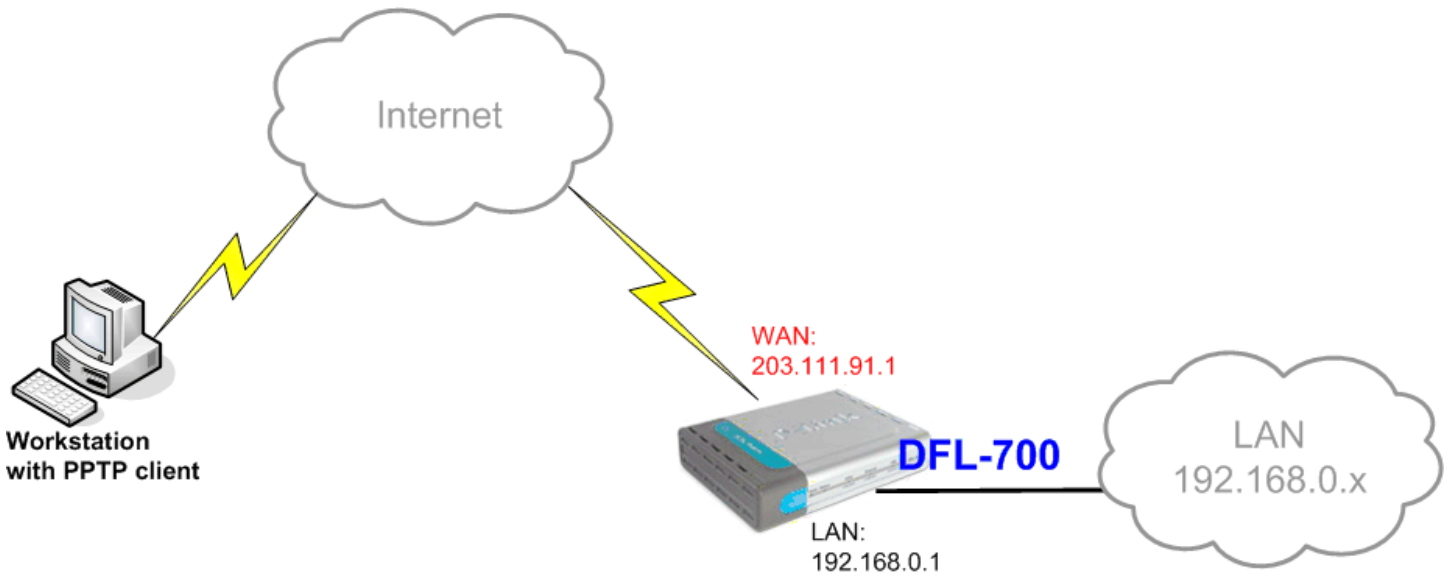 Internet
WAN:
203.111.91.1
Workstation
with PPTP client
D-Link
DFL-700
LAN
192.168.0.x
LAN:
192.168.0.1